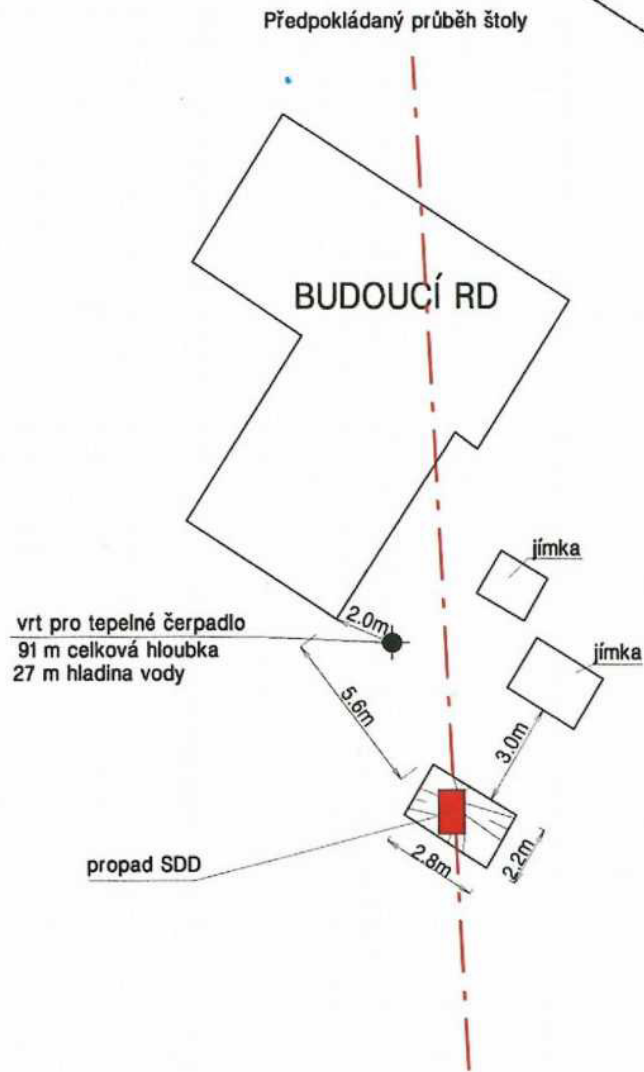 Předpokládaný průběh štoly
BUDOUCÍ RD
jímka
2.0m
vrt pro tepelné čerpadlo
91 m celková hloubka
27 m hladina vody
jímka
5.6m
3.0m
propad SDD
2.8m
2.2m